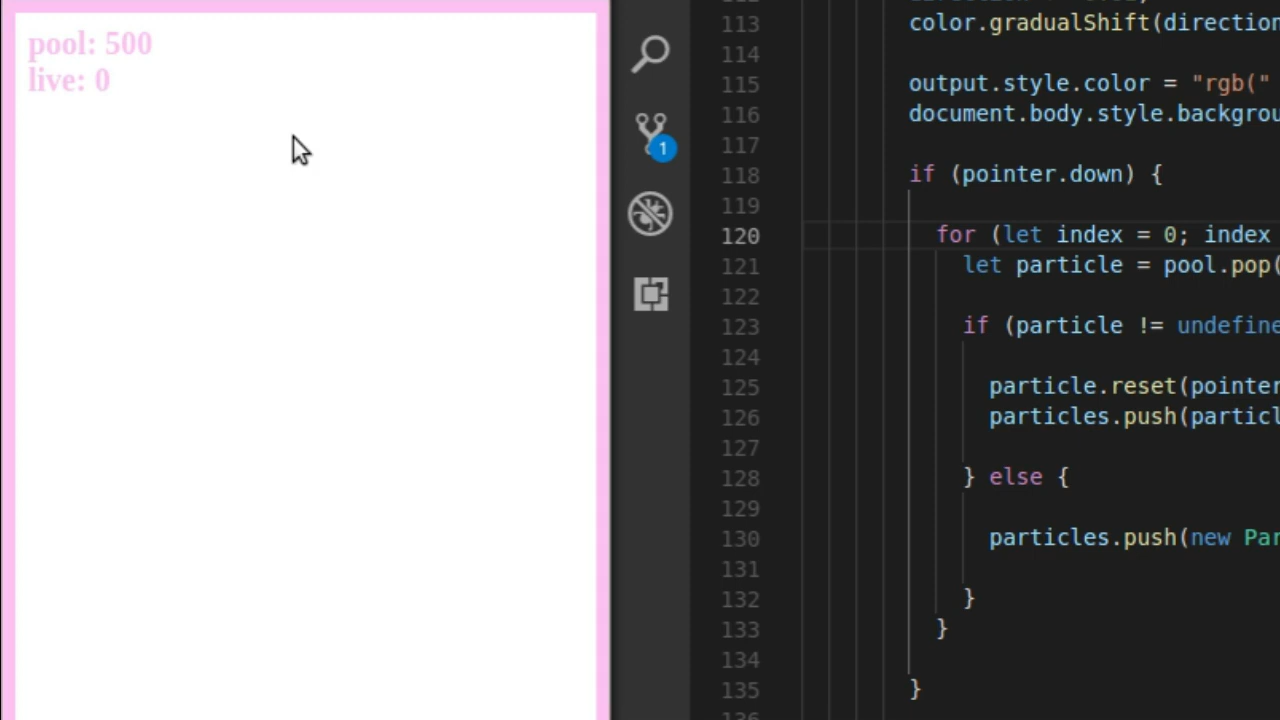 pool: 500
live: 0
1
113 color.gradualShift(direction
114
115 output.style.color = "rgb("
116 document.body.style.backgrou
117
118 if (pointer.down) {
119
120 for (let index = 0; index
121 let particle = pool.pop(
122
123 if (particle != undefine
124
125 particle.reset(pointer
126 particles.push(particl
127
128 } else {
129
130 particles.push(new Par
131
132 }
133 }
134
135 }